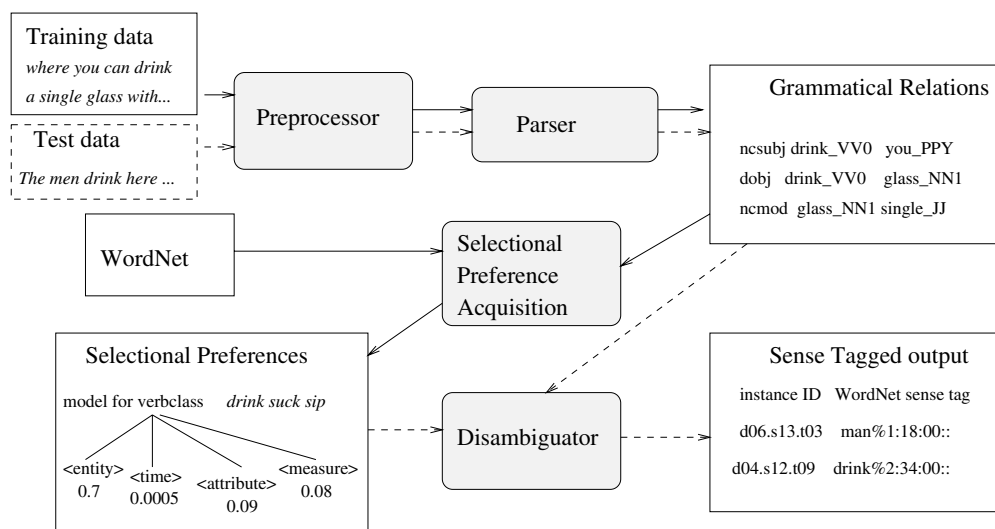 Training data
where you can drink
a single glass with...
Test data
The men drink here ...
Preprocessor
Parser
Grammatical Relations
ncsubj drink_VV0 you_PPY
dobj drink_VV0 glass_NN1
ncmod glass_NN1 single_JJ
WordNet
Selectional
Preference
Acquisition
Selectional Preferences
model for verbclass drink suck sip
<entity>
0.7
<time>
0.0005
<attribute>
0.09
<measure>
0.08
Disambiguator
Sense Tagged output
instance ID WordNet sense tag
d06.s13.t03 man%1:18:00::
d04.s12.t09 drink%2:34:00::